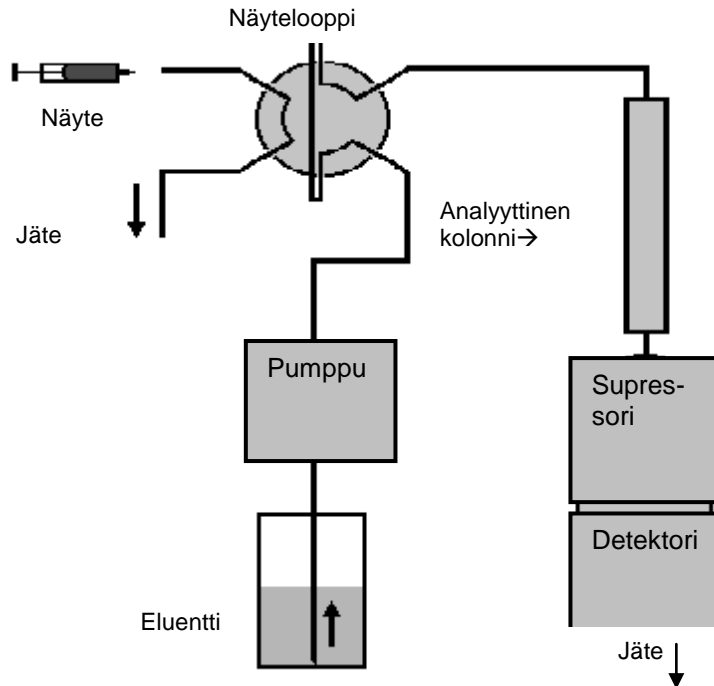 Näytelooppi
Näyte
Jäte
Analyyttinen
kolonni→
Pumppu
Supres-
sori
Detektori
Eluentti
Jäte